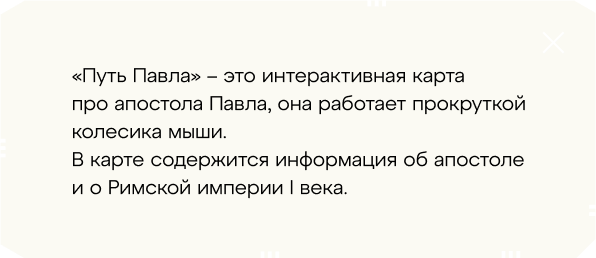 «Путь Павла» – это интерактивная карта
про апостола Павла, она работает прокруткой
колесика мыши.
В карте содержится информация об апостоле
и о Римской империи I века.